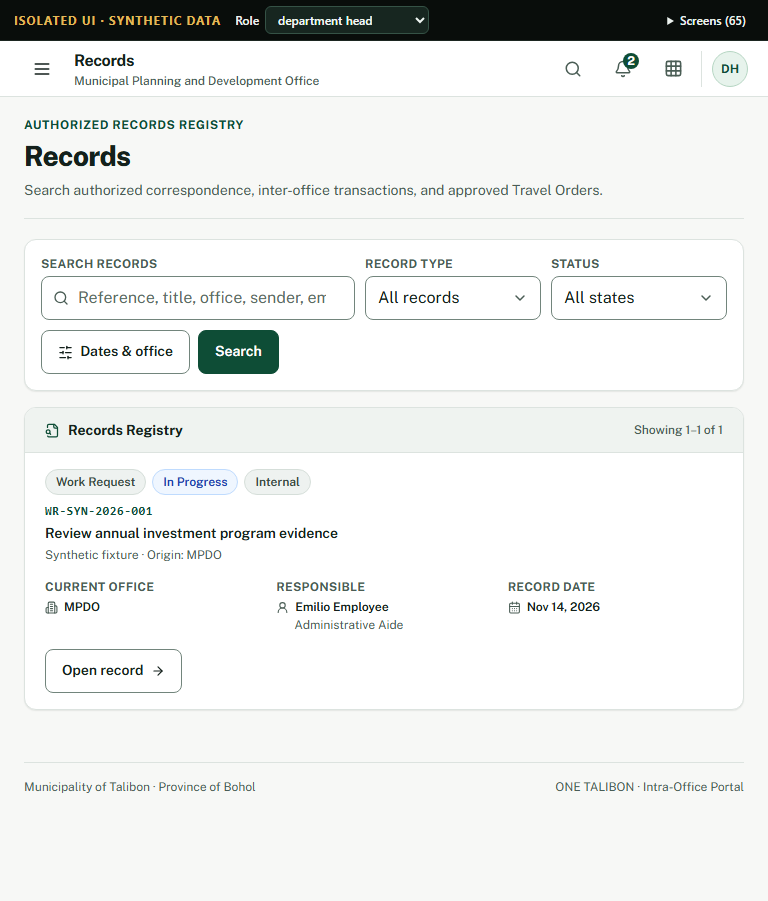 ISOLATED UI · SYNTHETIC DATA Role department head Screens (65)
Records
Municipal Planning and Development Office
2
DH
AUTHORIZED RECORDS REGISTRY
Records
Search authorized correspondence, inter-office transactions, and approved Travel Orders.
SEARCH RECORDS RECORD TYPE STATUS
Reference, title, office, sender, em All records All states
Dates & office Search
Records Registry Showing 1–1 of 1
Work Request In Progress Internal
WR-SYN-2026-001
Review annual investment program evidence
Synthetic fixture · Origin: MPDO
CURRENT OFFICE RESPONSIBLE RECORD DATE
MPDO Emilio Employee Nov 14, 2026
Administrative Aide
Open record
Municipality of Talibon · Province of Bohol ONE TALIBON · Intra-Office Portal